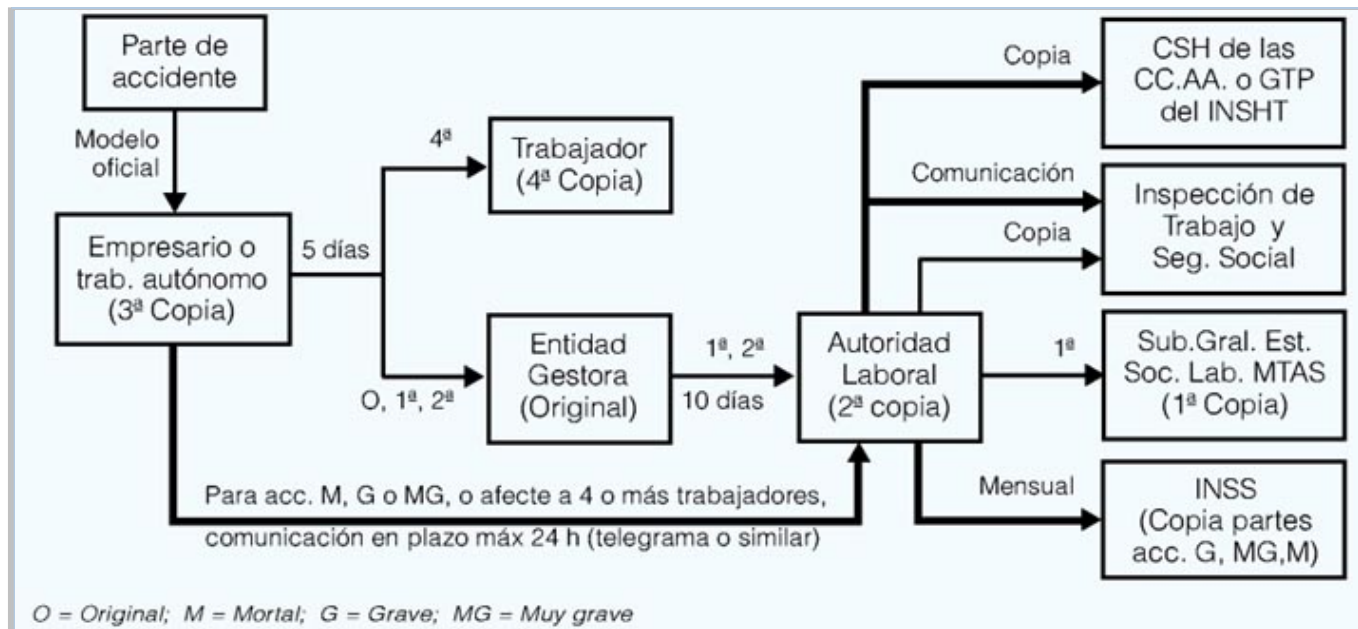 Parte de
accidente
Modelo
oficial
Empresario o
trab. autónomo
(3ª Copia)
5 días
4ª
Trabajador
(4ª Copia)
O, 1ª, 2ª
Entidad
Gestora
(Original)
1ª, 2ª
10 días
Autoridad
Laboral
(2ª copia)
Copia
CSH de las
CC.AA. o GTP
del INSHT
Comunicación
Copia
Inspección de
Trabajo y
Seg. Social
1ª
Sub.Gral. Est.
Soc. Lab. MTAS
(1ª Copia)
Mensual
INSS
(Copia partes
acc. G, MG,M)
Para acc. M, G o MG, o afecte a 4 o más trabajadores,
comunicación en plazo máx 24 h (telegrama o similar)
O = Original; M = Mortal; G = Grave; MG = Muy grave